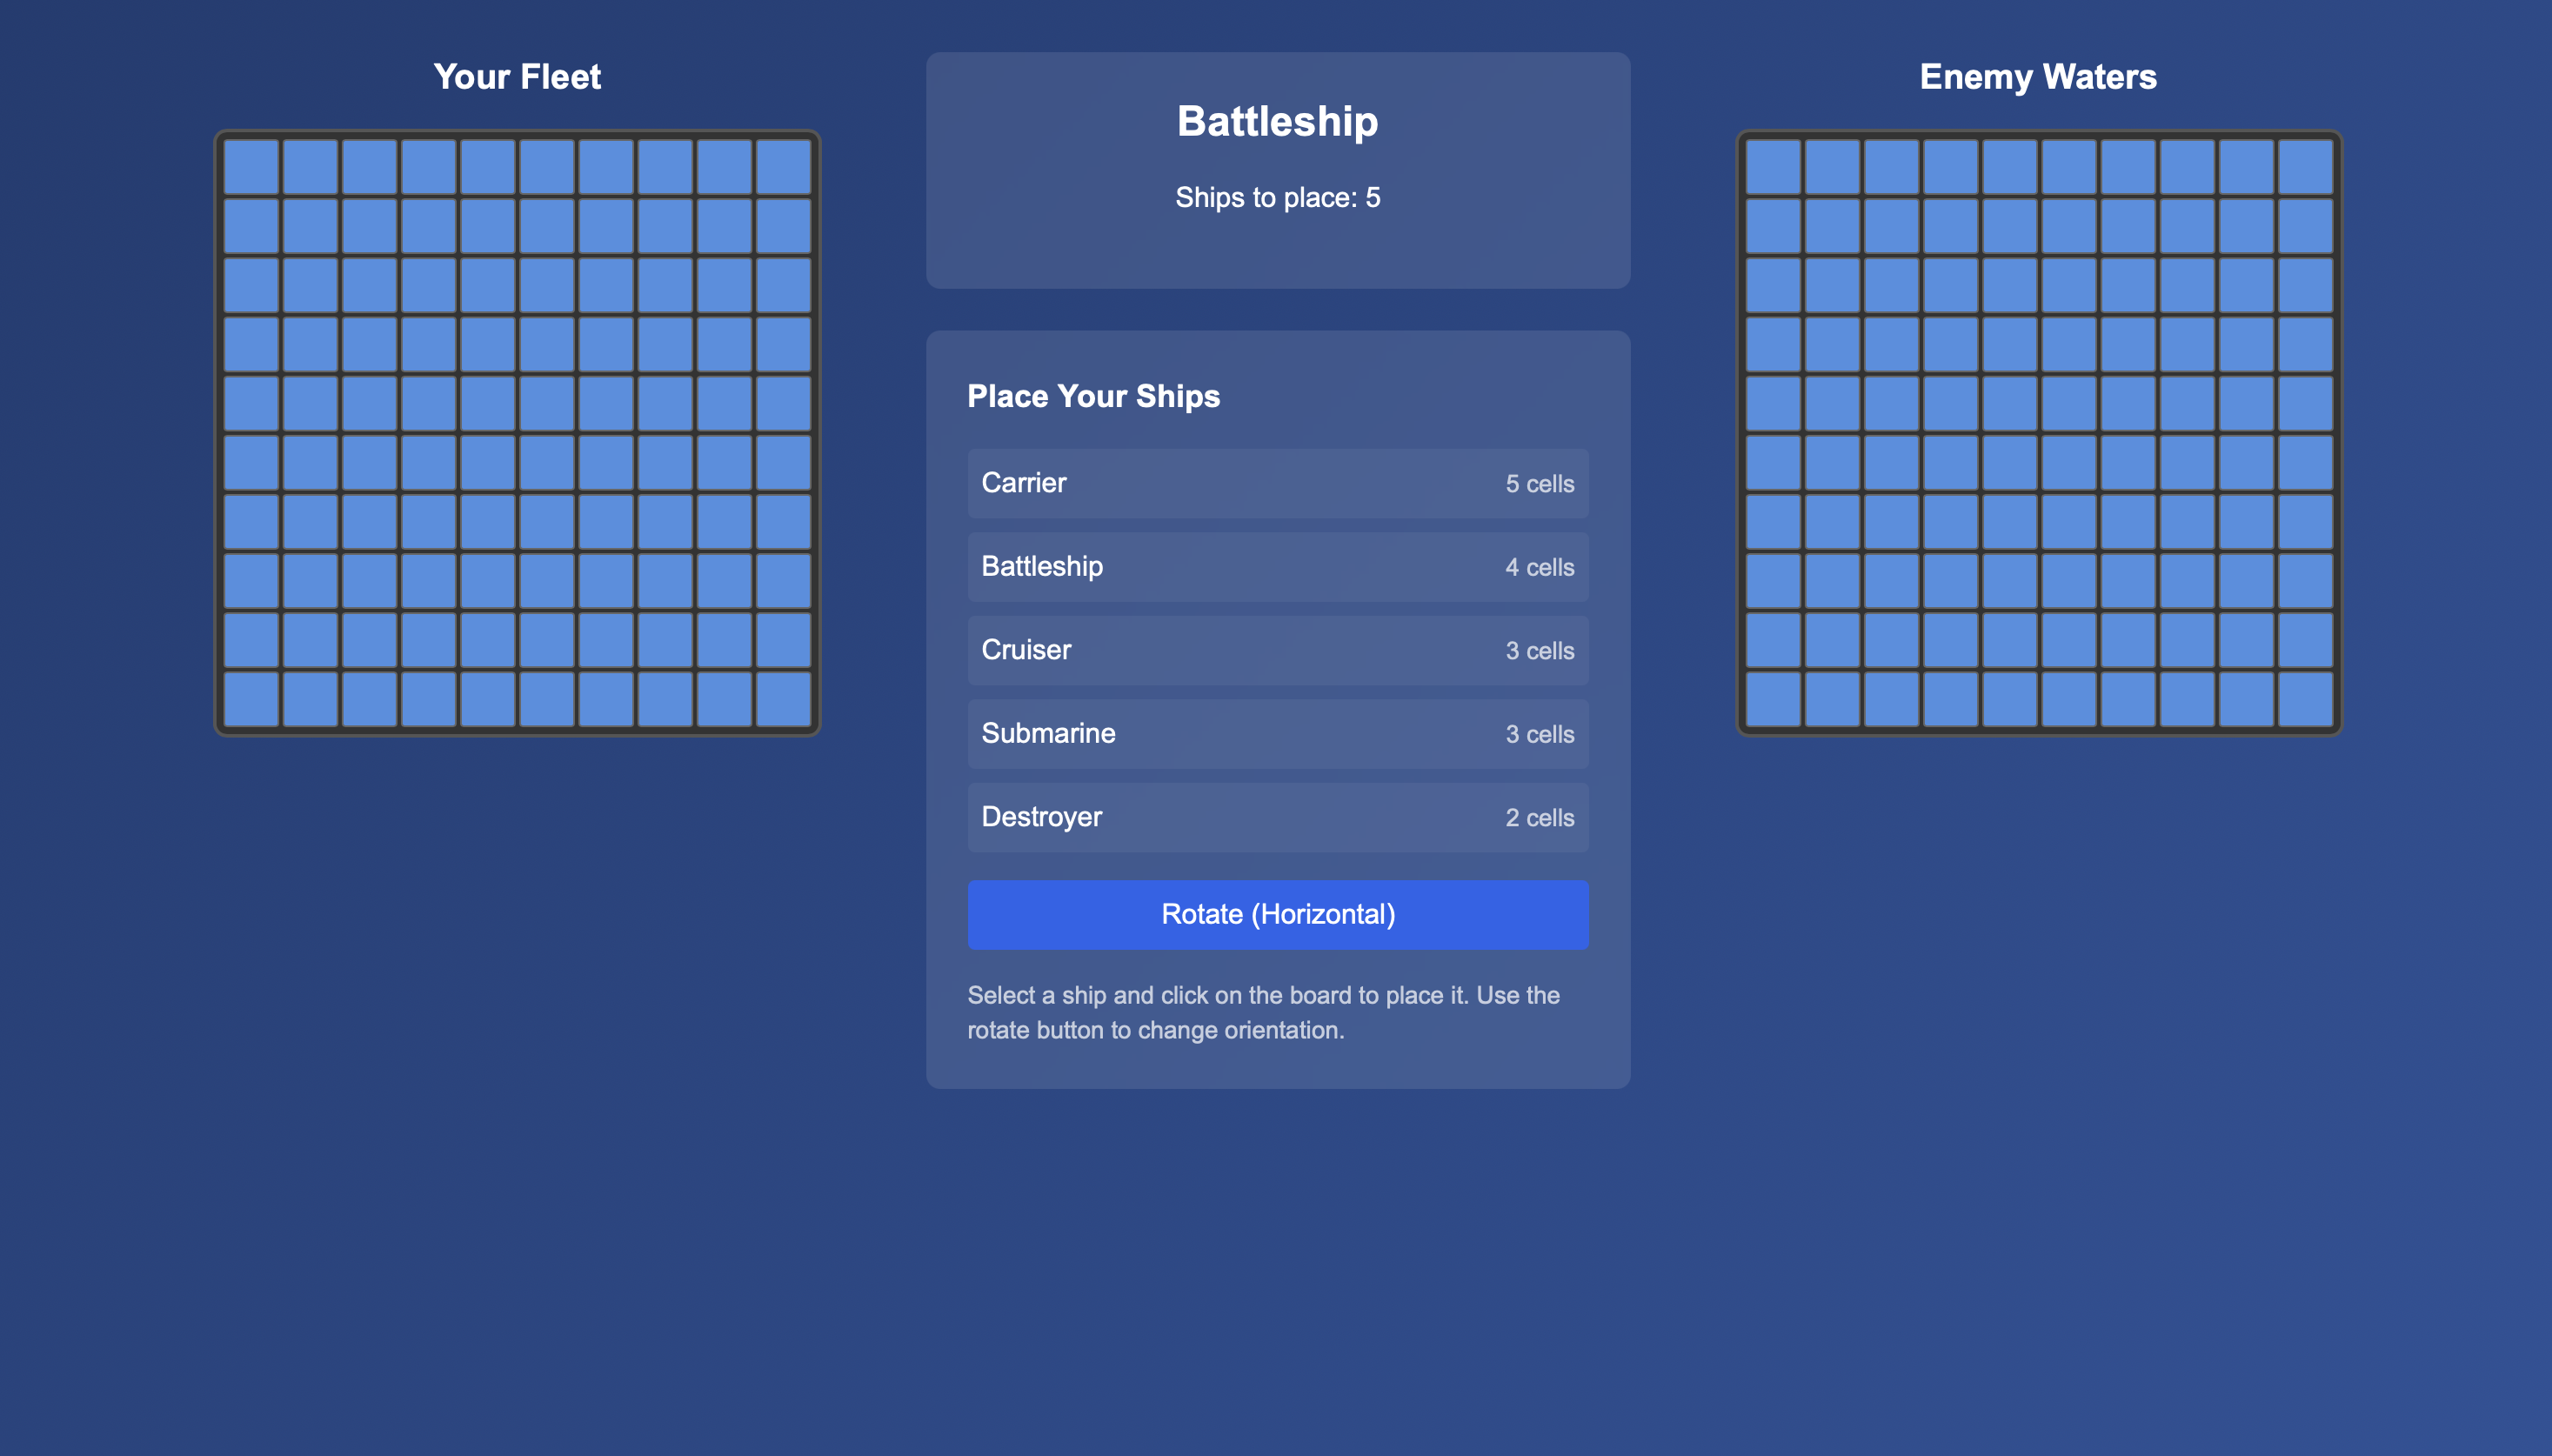 Your Fleet
Battleship
Ships to place: 5
Place Your Ships
Carrier 5 cells
Battleship 4 cells
Cruiser 3 cells
Submarine 3 cells
Destroyer 2 cells
Rotate (Horizontal)
Select a ship and click on the board to place it. Use the
rotate button to change orientation.
Enemy Waters